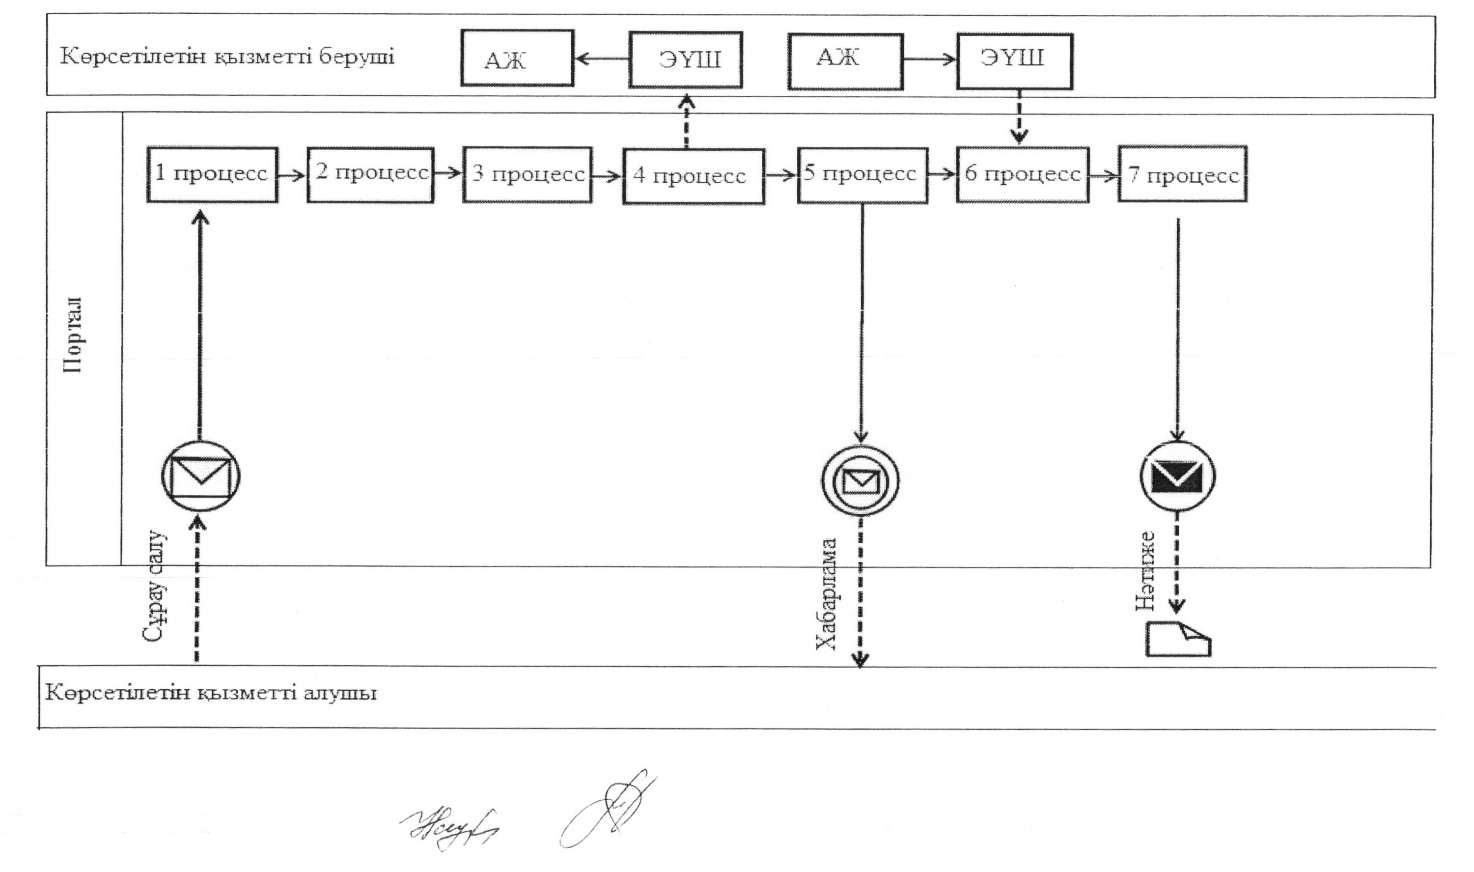 Көрсетілетін қызметті беруші
АЖ
ЭҮШ
АЖ
ЭҮШ
1 процесс
2 процесс
3 процесс
4 процесс
5 процесс
6 процесс
7 процесс
Портал
Сұрау салу
Хабарлама
Нәтиже
Көрсетілетін қызметті алушы